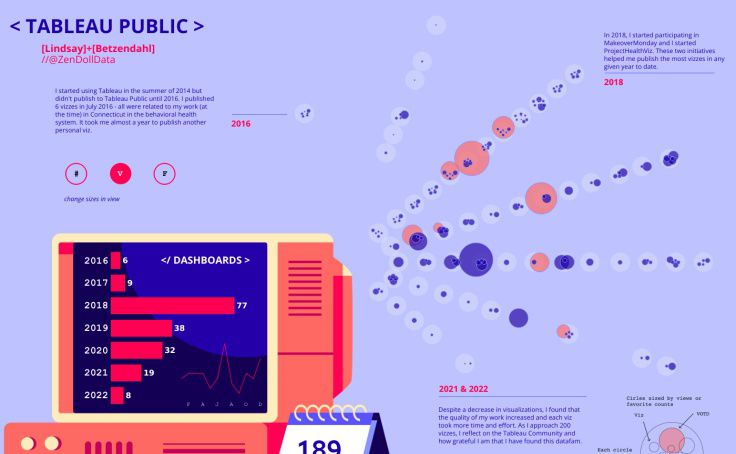 < TABLEAU PUBLIC >
[Lindsay]+[Betzendahl]
//@ZenDollData
I started using Tableau in the summer of 2014 but
didn't publish to Tableau Public until 2016. I published
6 vizzes in July 2016 - all were related to my work (at
the time) in Connecticut in the behavioral health
system. It took me almost a year to publish another
personal viz.
2016
In 2018, I started participating in
MakeoverMonday and I started
ProjectHealthViz. These two initiatives
helped me publish the most vizzes in any
given year to date.
2018
# V F
change sizes in view
</ DASHBOARDS >
2016 6
2017 9
2018 77
2019 38
2020 32
2021 19
2022 8
F A J A O D
189
2021 & 2022
Despite a decrease in visualizations, I found that
the quality of my work increased and each viz
took more time and effort. As I approach 200
vizzes, I reflect on the Tableau Community and
how grateful I am that I have found this datafam.
Cirles sized by views or
favorite counts
Viz
VOTD
Each circle